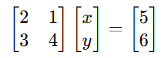 [2 1] [x] = [5]
[3 4] [y]   [6]